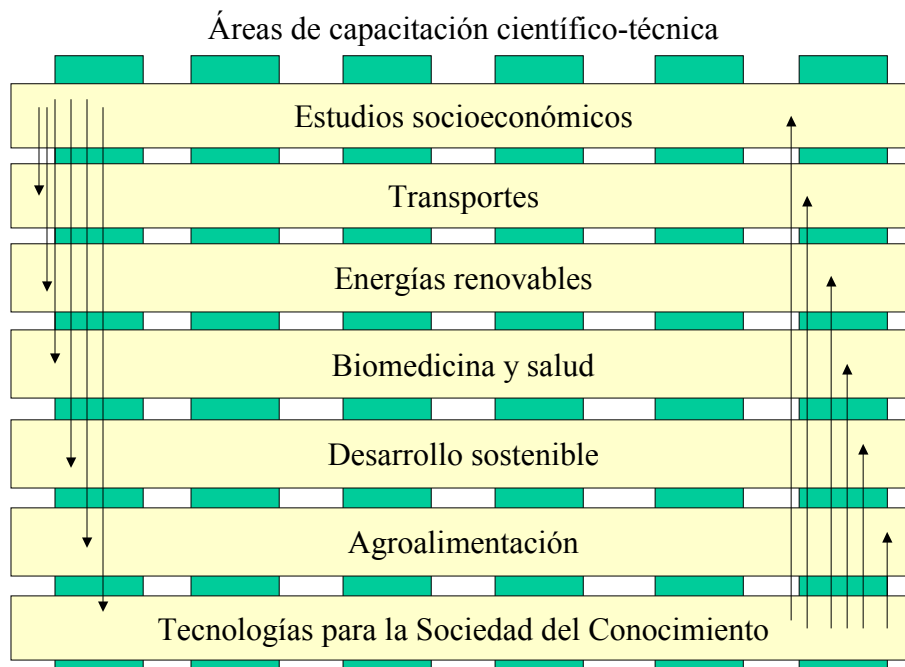 Áreas de capacitación científico-técnica
Estudios socioeconómicos
Transportes
Energías renovables
Biomedicina y salud
Desarrollo sostenible
Agroalimentación
Tecnologías para la Sociedad del Conocimiento